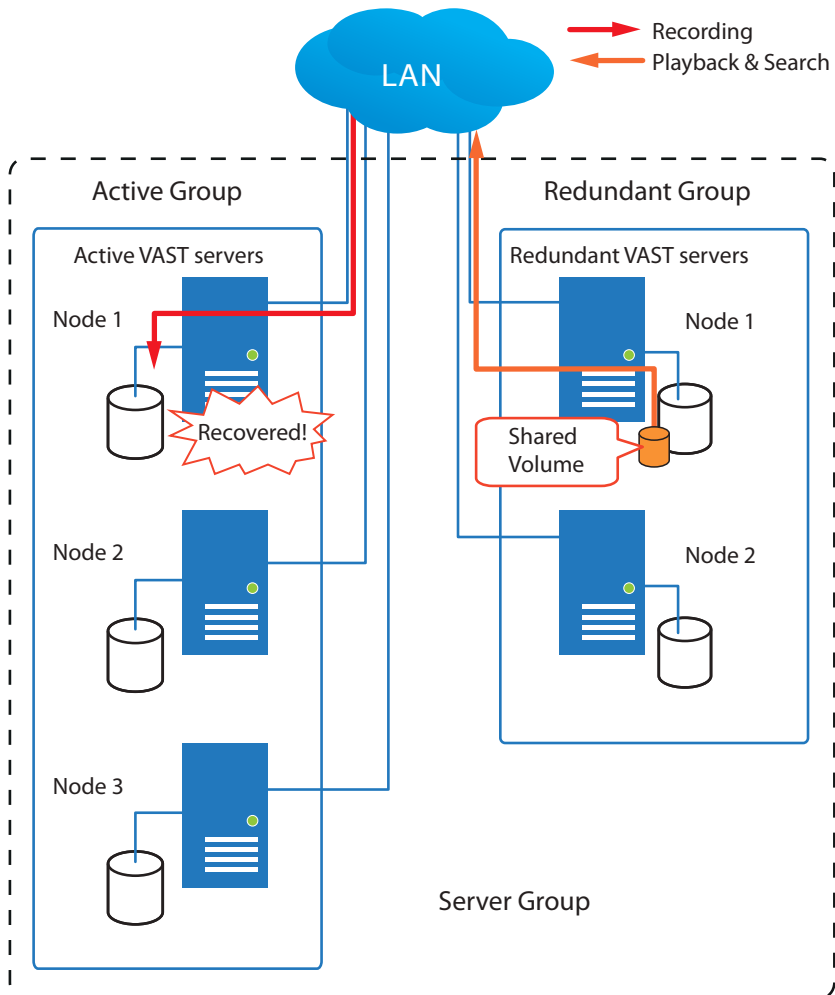 LAN
Recording
Playback & Search
Active Group
Redundant Group
Active VAST servers
Redundant VAST servers
Node 1
Node 1
Recovered!
Shared
Volume
Node 2
Node 2
Node 3
Server Group